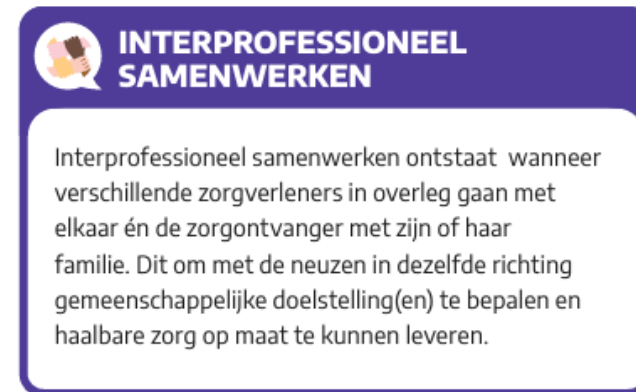 INTERPROFESSIONEEL
SAMENWERKEN
Interprofessioneel samenwerken ontstaat wanneer
verschillende zorgverleners in overleg gaan met
elkaar én de zorgontvanger met zijn of haar
familie. Dit om met de neuzen in dezelfde richting
gemeenschappelijke doelstelling(en) te bepalen en
haalbare zorg op maat te kunnen leveren.